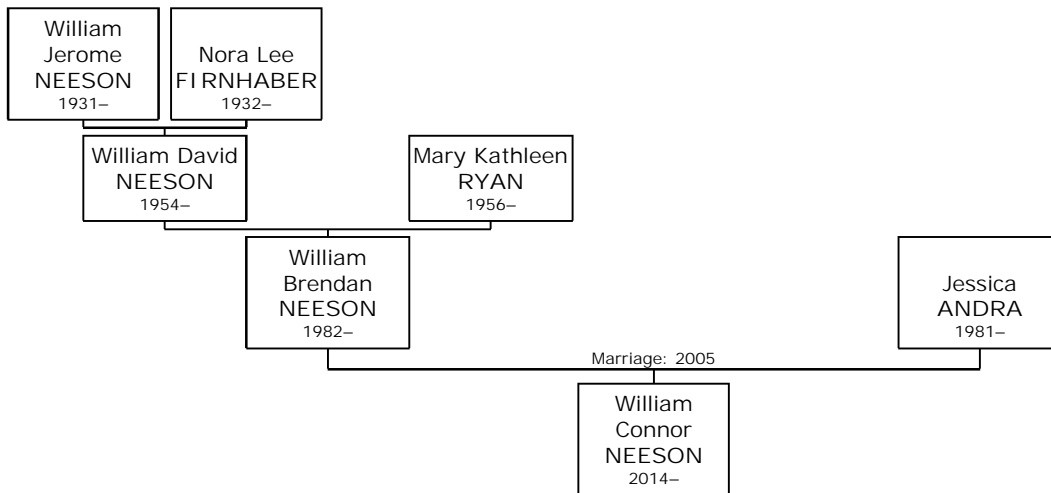 William
Jerome
NEESON
1931–
Nora Lee
FIRNHABER
1932–
William David
NEESON
1954–
Mary Kathleen
RYAN
1956–
William
Brendan
NEESON
1982–
Jessica
ANDRA
1981–
Marriage: 2005
William
Connor
NEESON
2014–